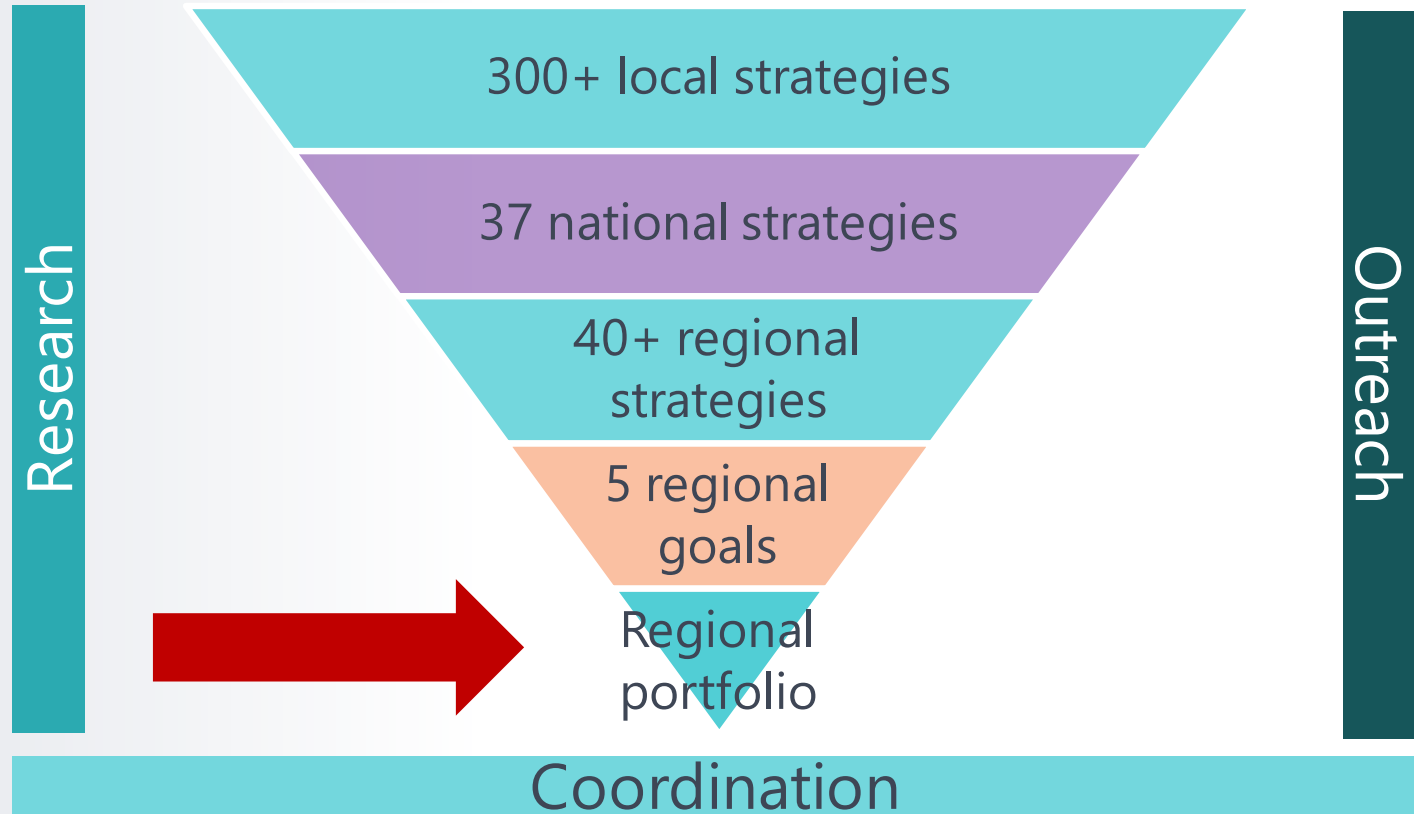 300+ local strategies
37 national strategies
40+ regional
strategies
5 regional
goals
Regional
portfolio
Research
Outreach
Coordination